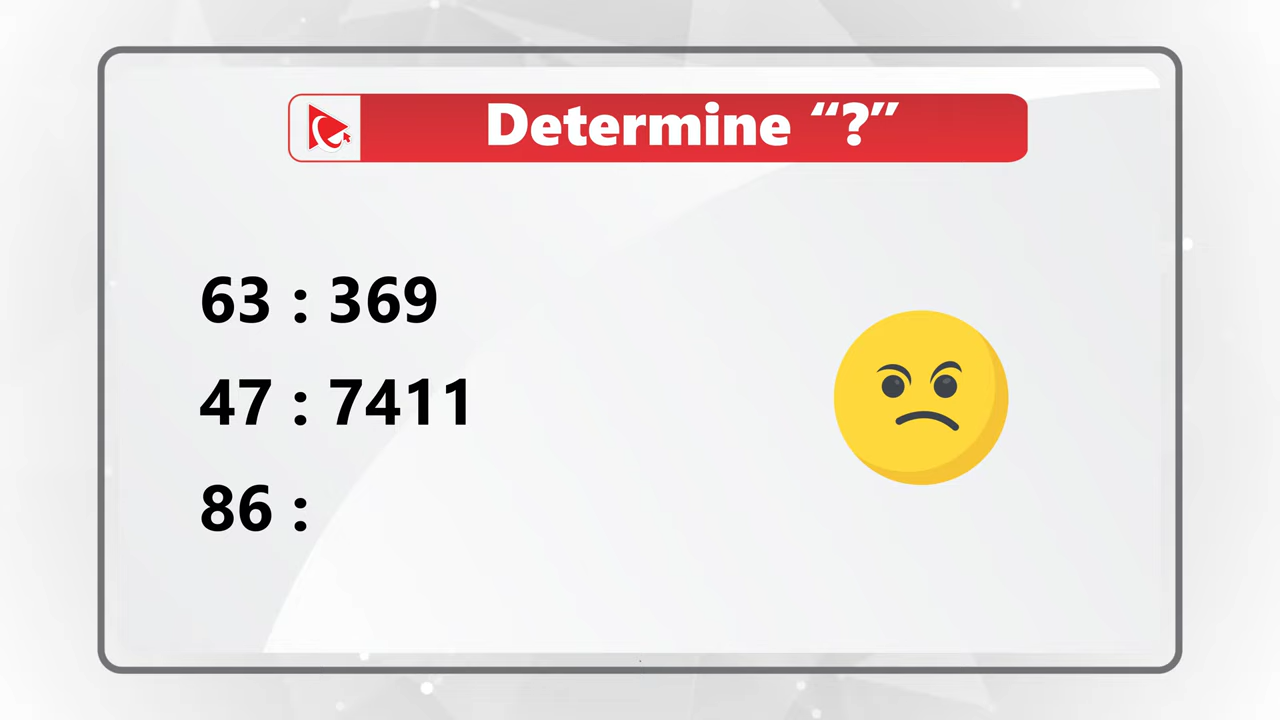 Determine “?”
63 : 369
47 : 7411
86 :